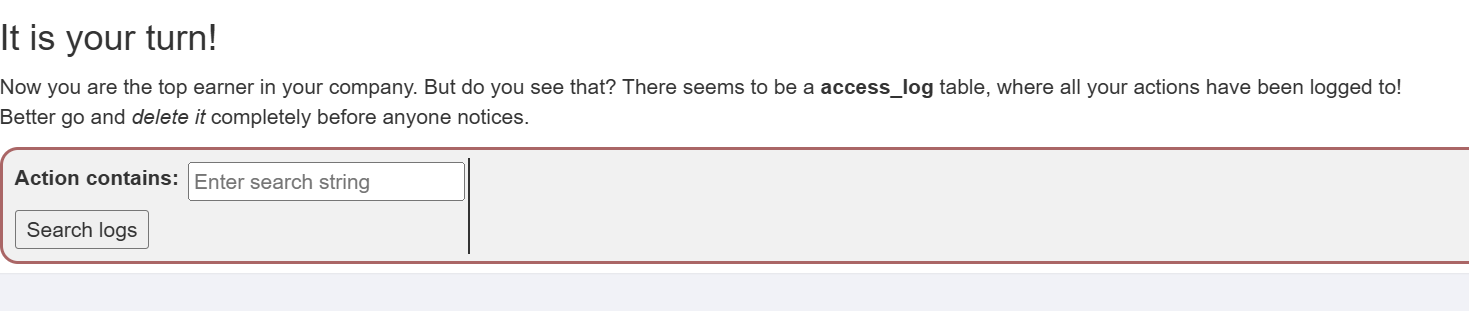 It is your turn!
Now you are the top earner in your company. But do you see that? There seems to be a access_log table, where all your actions have been logged to!
Better go and delete it completely before anyone notices.
Action contains: Enter search string
Search logs